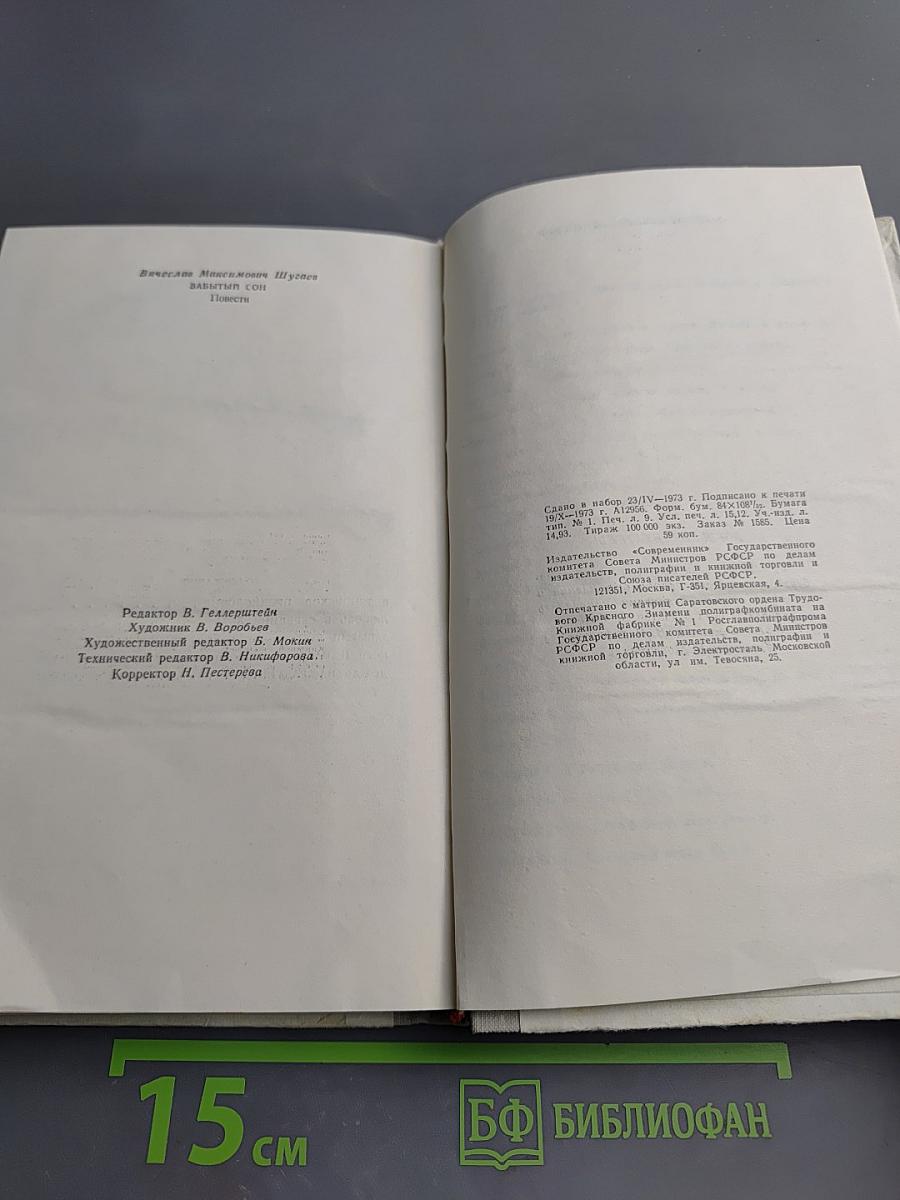 Вячеслав Максимович Шугаев
ЗАБЫТЫЙ СОН
Повести
Редактор В. Геллерштейн
Художник В. Воробьев
Художественный редактор Б. Мокин
Технический редактор В. Никифорова.
Корректор Н. Пестерева
Сдано в набор 23/IV—1973 г. Подписано к печати
19/X—1973 г. А12956. Форм. бум. 84×108¹/₃₂. Бумага
тип. № 1. Печ. л. 9. Усл. печ. л. 15,12. Уч.-изд. л.
14,93. Тираж 100 000 экз. Заказ № 1585. Цена
59 коп.
Издательство «Современник» Государственного
комитета Совета Министров РСФСР по делам
издательств, полиграфии и книжной торговли и
Союза писателей РСФСР.
121351, Москва, Г-351, Ярцевская, 4.
Отпечатано с матриц Саратовского ордена Трудо-
вого Красного Знамени полиграфкомбината на
Книжной фабрике №1 Росглавполиграфпрома
Государственного комитета Совета Министров
РСФСР по делам издательств, полиграфии и
книжной торговли, г. Электросталь Московской
области, ул им. Тевосяна, 25.
15 см
БФ БИБЛИОФАН